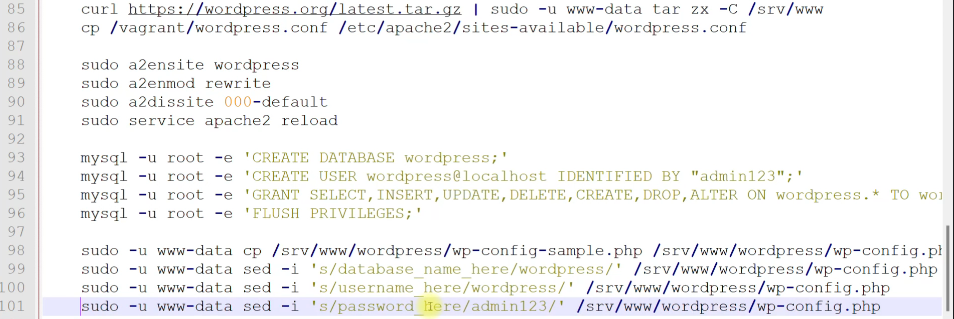 85 curl https://wordpress.org/latest.tar.gz | sudo -u www-data tar zx -C /srv/www
86 cp /vagrant/wordpress.conf /etc/apache2/sites-available/wordpress.conf
87
88 sudo a2ensite wordpress
89 sudo a2enmod rewrite
90 sudo a2dissite 000-default
91 sudo service apache2 reload
92
93 mysql -u root -e 'CREATE DATABASE wordpress;'
94 mysql -u root -e 'CREATE USER wordpress@localhost IDENTIFIED BY "admin123";'
95 mysql -u root -e 'GRANT SELECT,INSERT,UPDATE,DELETE,CREATE,DROP,ALTER ON wordpress.* TO wor
96 mysql -u root -e 'FLUSH PRIVILEGES;'
97
98 sudo -u www-data cp /srv/www/wordpress/wp-config-sample.php /srv/www/wordpress/wp-config.ph
99 sudo -u www-data sed -i 's/database_name_here/wordpress/' /srv/www/wordpress/wp-config.php
100 sudo -u www-data sed -i 's/username_here/wordpress/' /srv/www/wordpress/wp-config.php
101 sudo -u www-data sed -i 's/password_here/admin123/' /srv/www/wordpress/wp-config.php